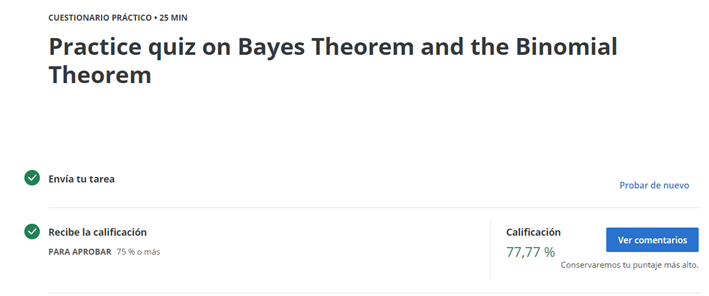 CUESTIONARIO PRÁCTICO • 25 MIN
Practice quiz on Bayes Theorem and the Binomial
Theorem
Envía tu tarea
Probar de nuevo
Recibe la calificación
PARA APROBAR 75 % o más
Calificación
77,77 %
Ver comentarios
Conservaremos tu puntaje más alto.